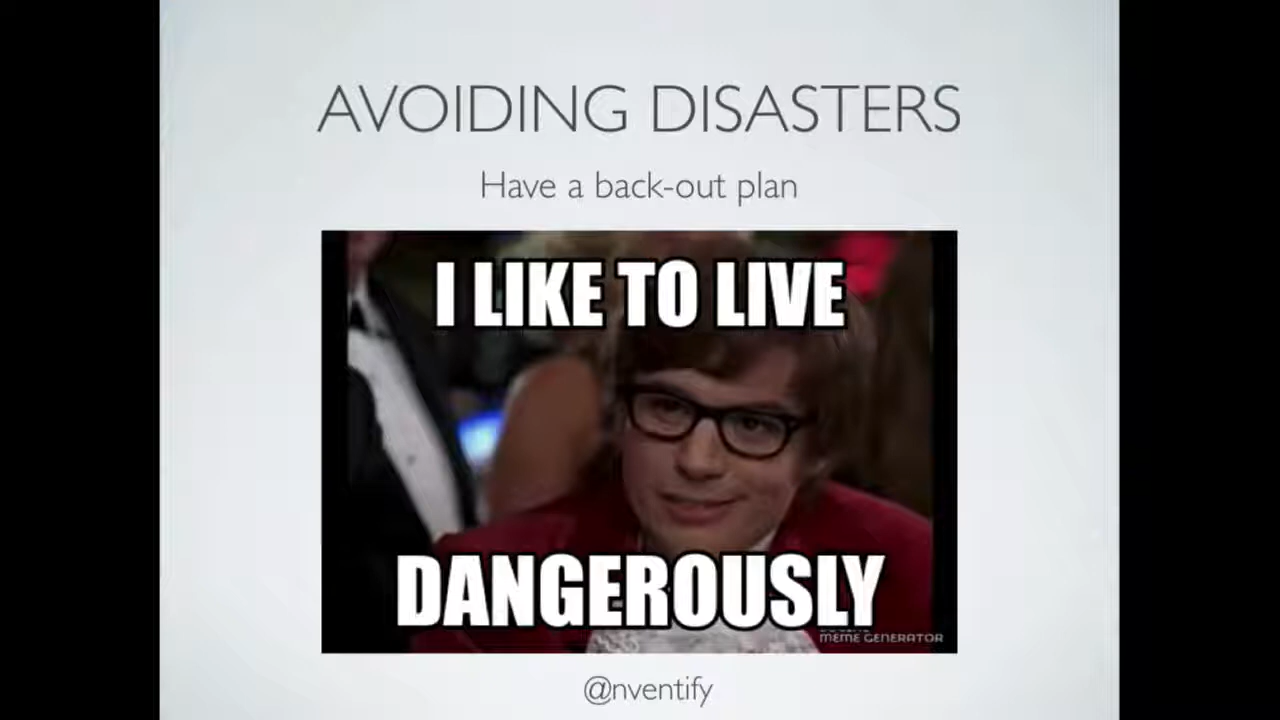 AVOIDING DISASTERS
Have a back-out plan
I LIKE TO LIVE
DANGEROUSLY
MEME GENERATOR
@nventify